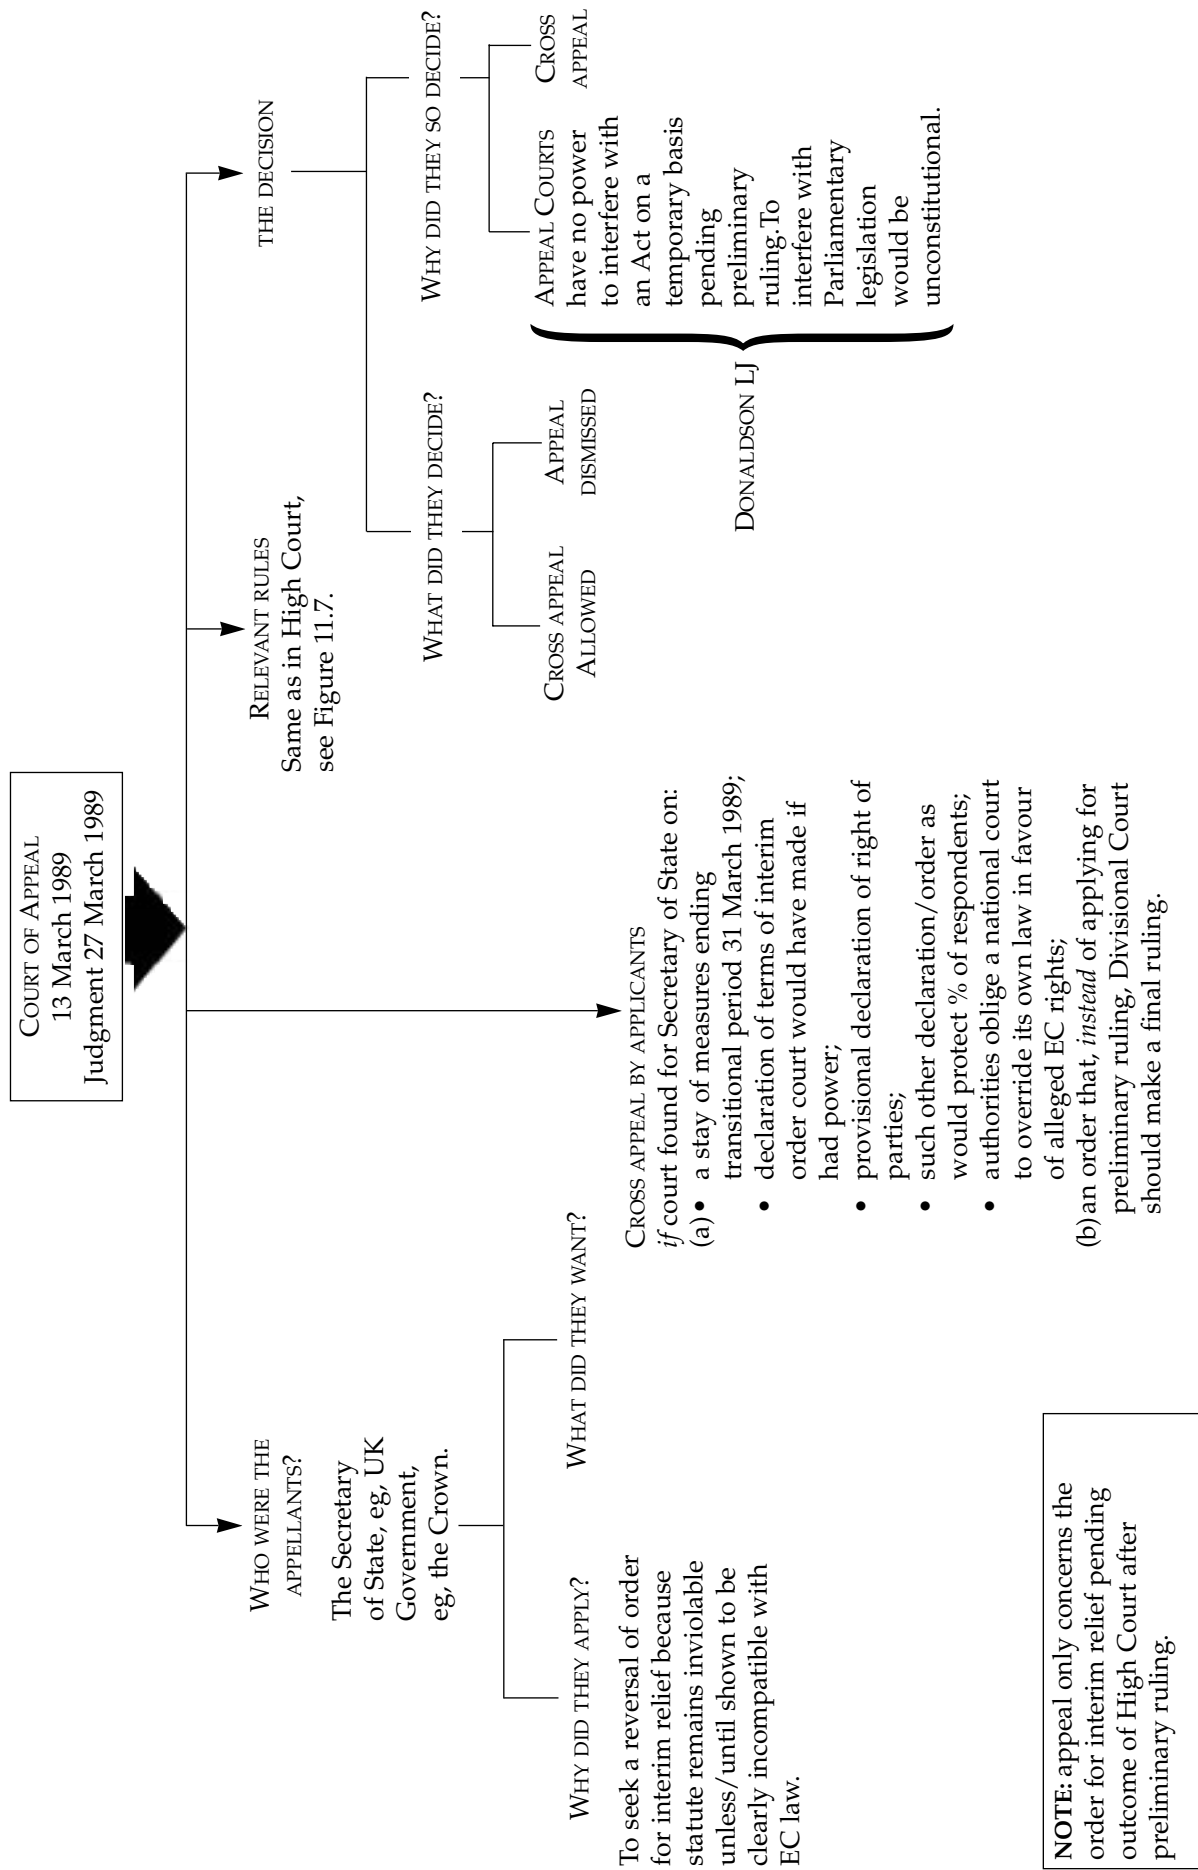 COURT OF APPEAL
13 March 1989
Judgment 27 March 1989
WHO WERE THE
APPELLANTS?
The Secretary
of State, eg, UK
Government,
eg, the Crown.
WHY DID THEY APPLY?
To seek a reversal of order
for interim relief because
statute remains inviolable
unless/until shown to be
clearly incompatible with
EC law.
WHAT DID THEY WANT?
CROSS APPEAL BY APPLICANTS
if court found for Secretary of State on:
(a) • a stay of measures ending
transitional period 31 March 1989;
• declaration of terms of interim
order court would have made if
had power;
• provisional declaration of right of
parties;
• such other declaration/order as
would protect % of respondents;
• authorities oblige a national court
to override its own law in favour
of alleged EC rights;
(b) an order that, instead of applying for
preliminary ruling, Divisional Court
should make a final ruling.
RELEVANT RULES
Same as in High Court,
see Figure 11.7.
THE DECISION
WHAT DID THEY DECIDE?
CROSS APPEAL
ALLOWED
APPEAL
DISMISSED
WHY DID THEY SO DECIDE?
APPEAL COURTS
have no power
to interfere with
an Act on a
temporary basis
pending
preliminary
ruling.To
interfere with
Parliamentary
legislation
would be
unconstitutional.
CROSS
APPEAL
DONALDSON LJ
NOTE: appeal only concerns the
order for interim relief pending
outcome of High Court after
preliminary ruling.